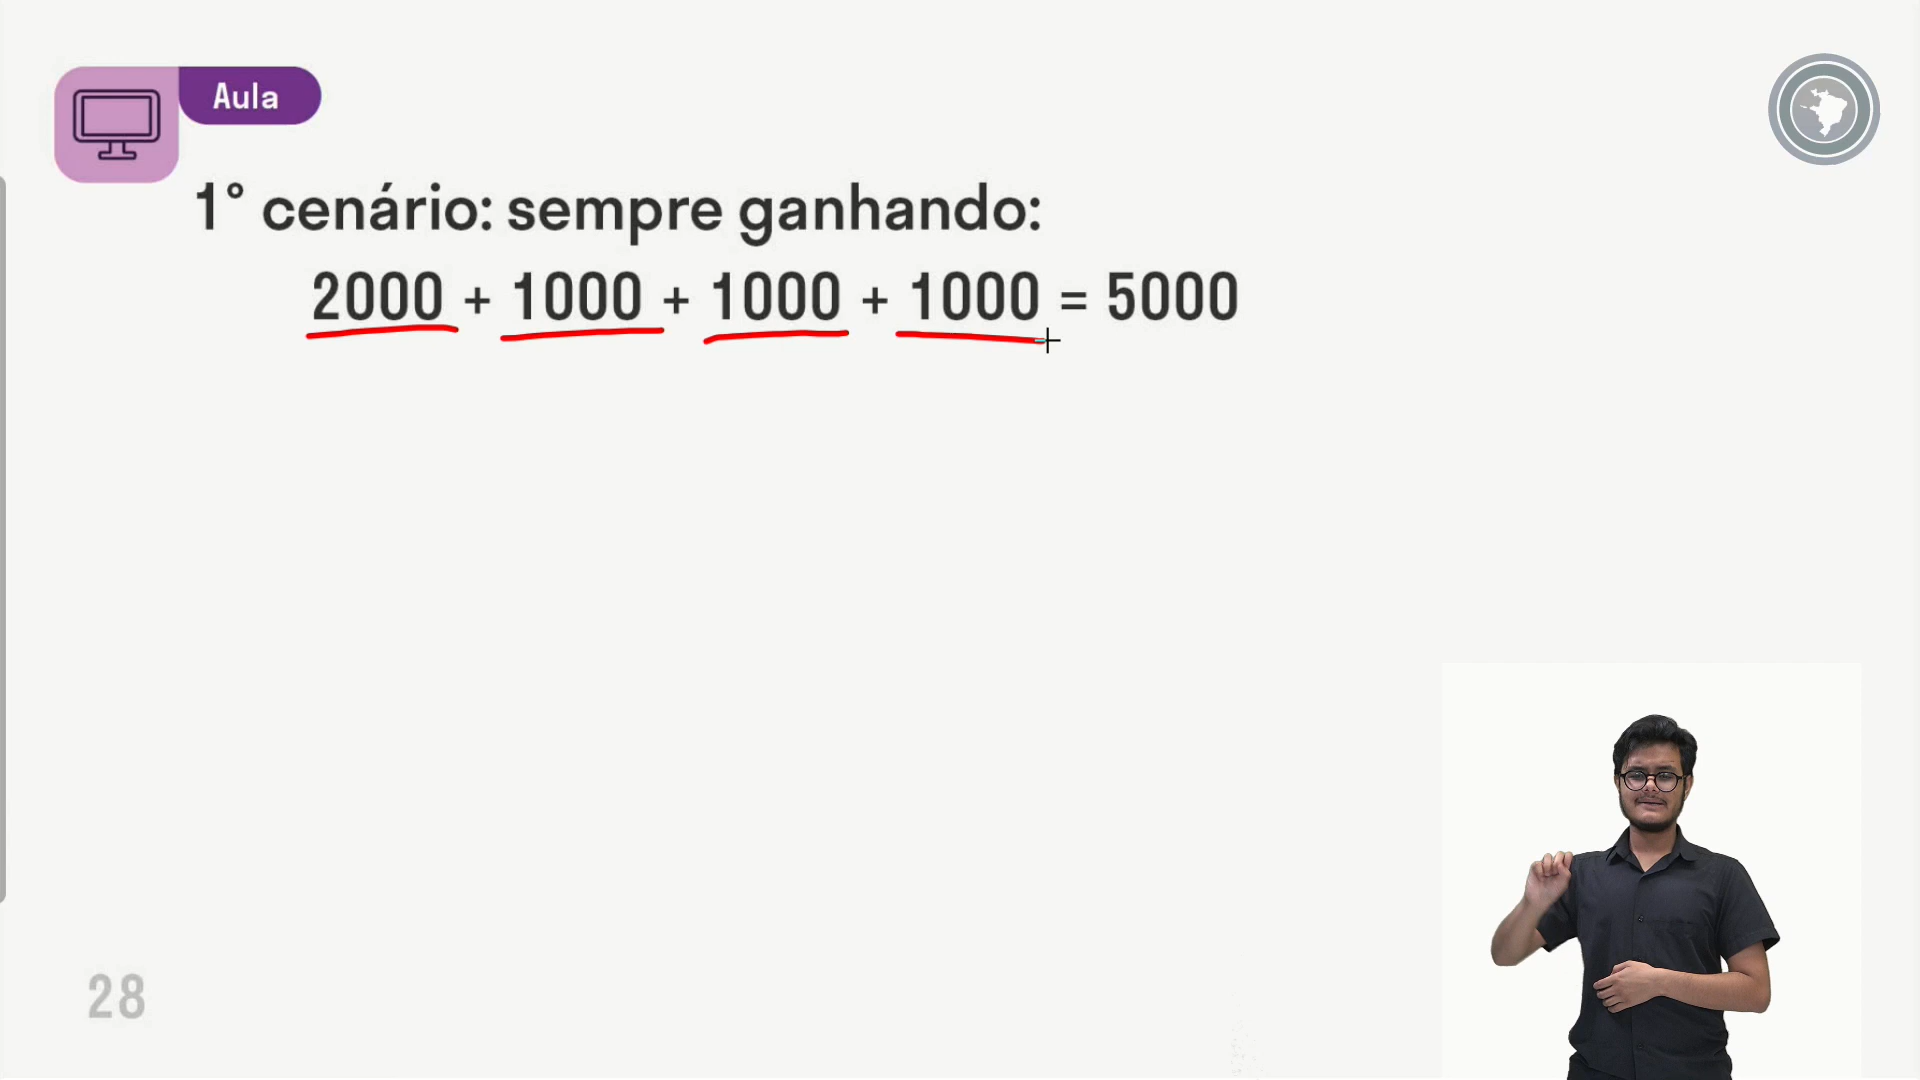 Aula
1° cenário: sempre ganhando:
2000 + 1000 + 1000 + 1000 = 5000
28